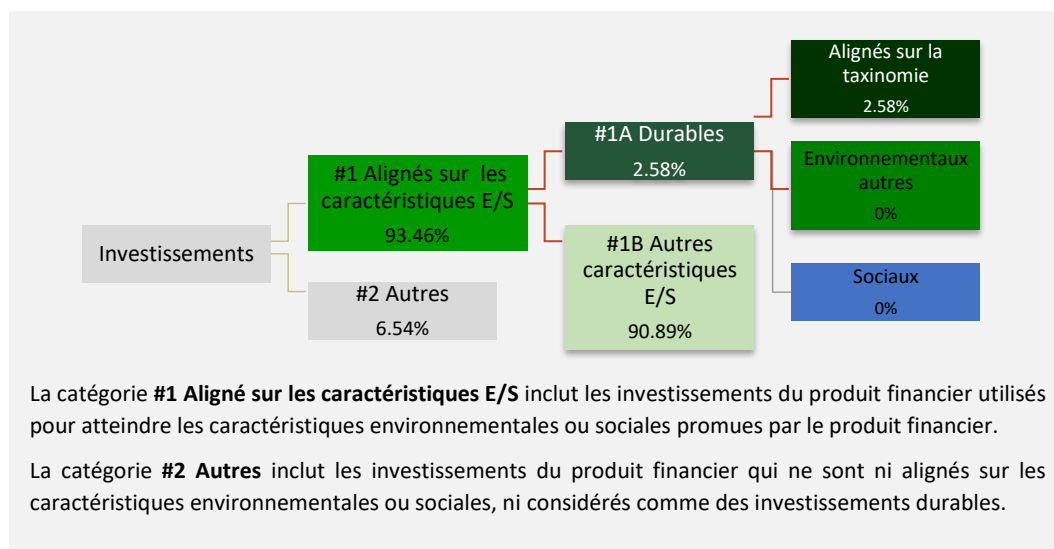 Investissements
#1 Alignés sur les
caractéristiques E/S
93.46%
#2 Autres
6.54%
#1A Durables
2.58%
#1B Autres
caractéristiques
E/S
90.89%
Alignés sur la
taxinomie
2.58%
Environnementaux
autres
0%
Sociaux
0%
La catégorie #1 Aligné sur les caractéristiques E/S inclut les investissements du produit financier utilisés
pour atteindre les caractéristiques environnementales ou sociales promues par le produit financier.
La catégorie #2 Autres inclut les investissements du produit financier qui ne sont ni alignés sur les
caractéristiques environnementales ou sociales, ni considérés comme des investissements durables.